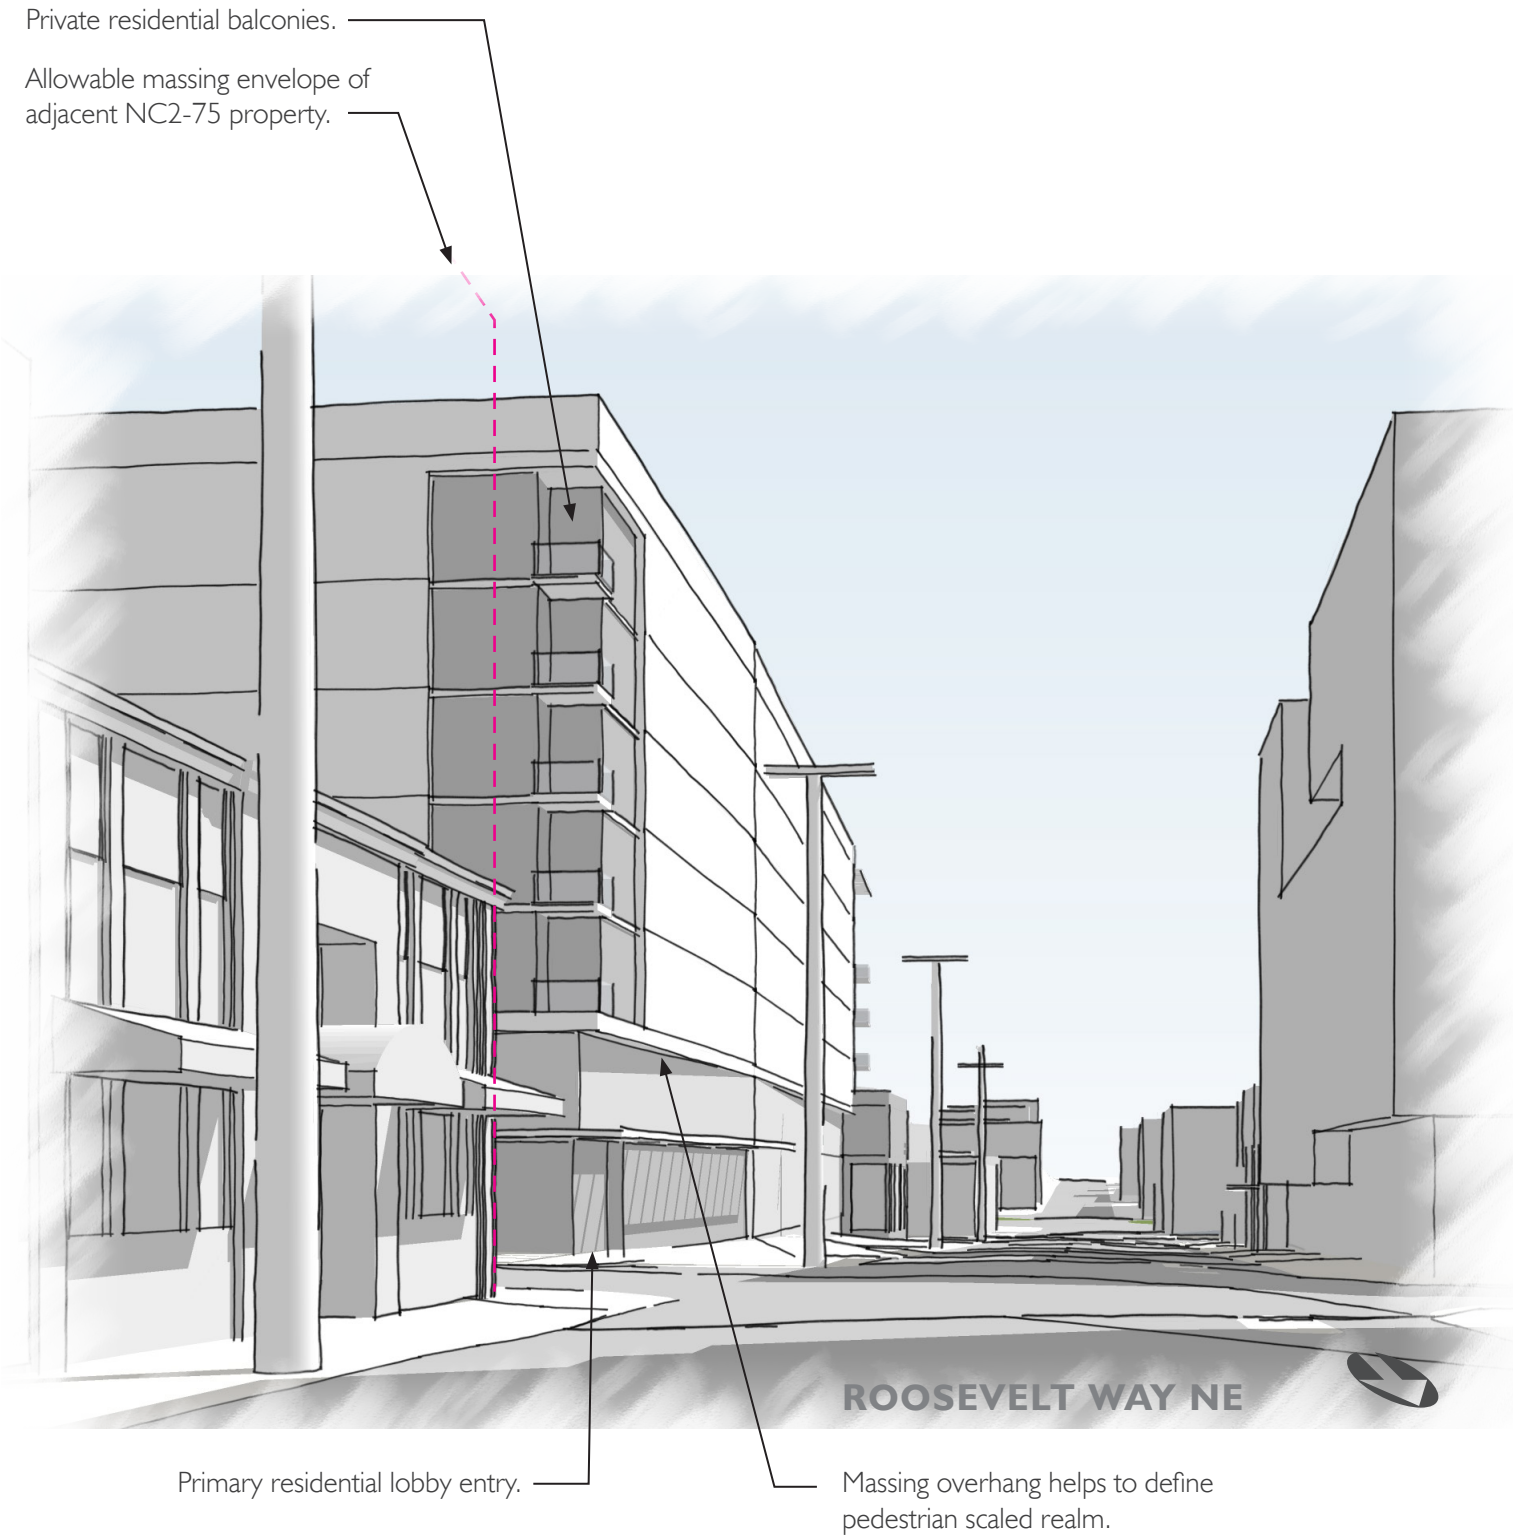 Private residential balconies.
Allowable massing envelope of
adjacent NC2-75 property.
ROOSEVELT WAY NE
Primary residential lobby entry.
Massing overhang helps to define
pedestrian scaled realm.